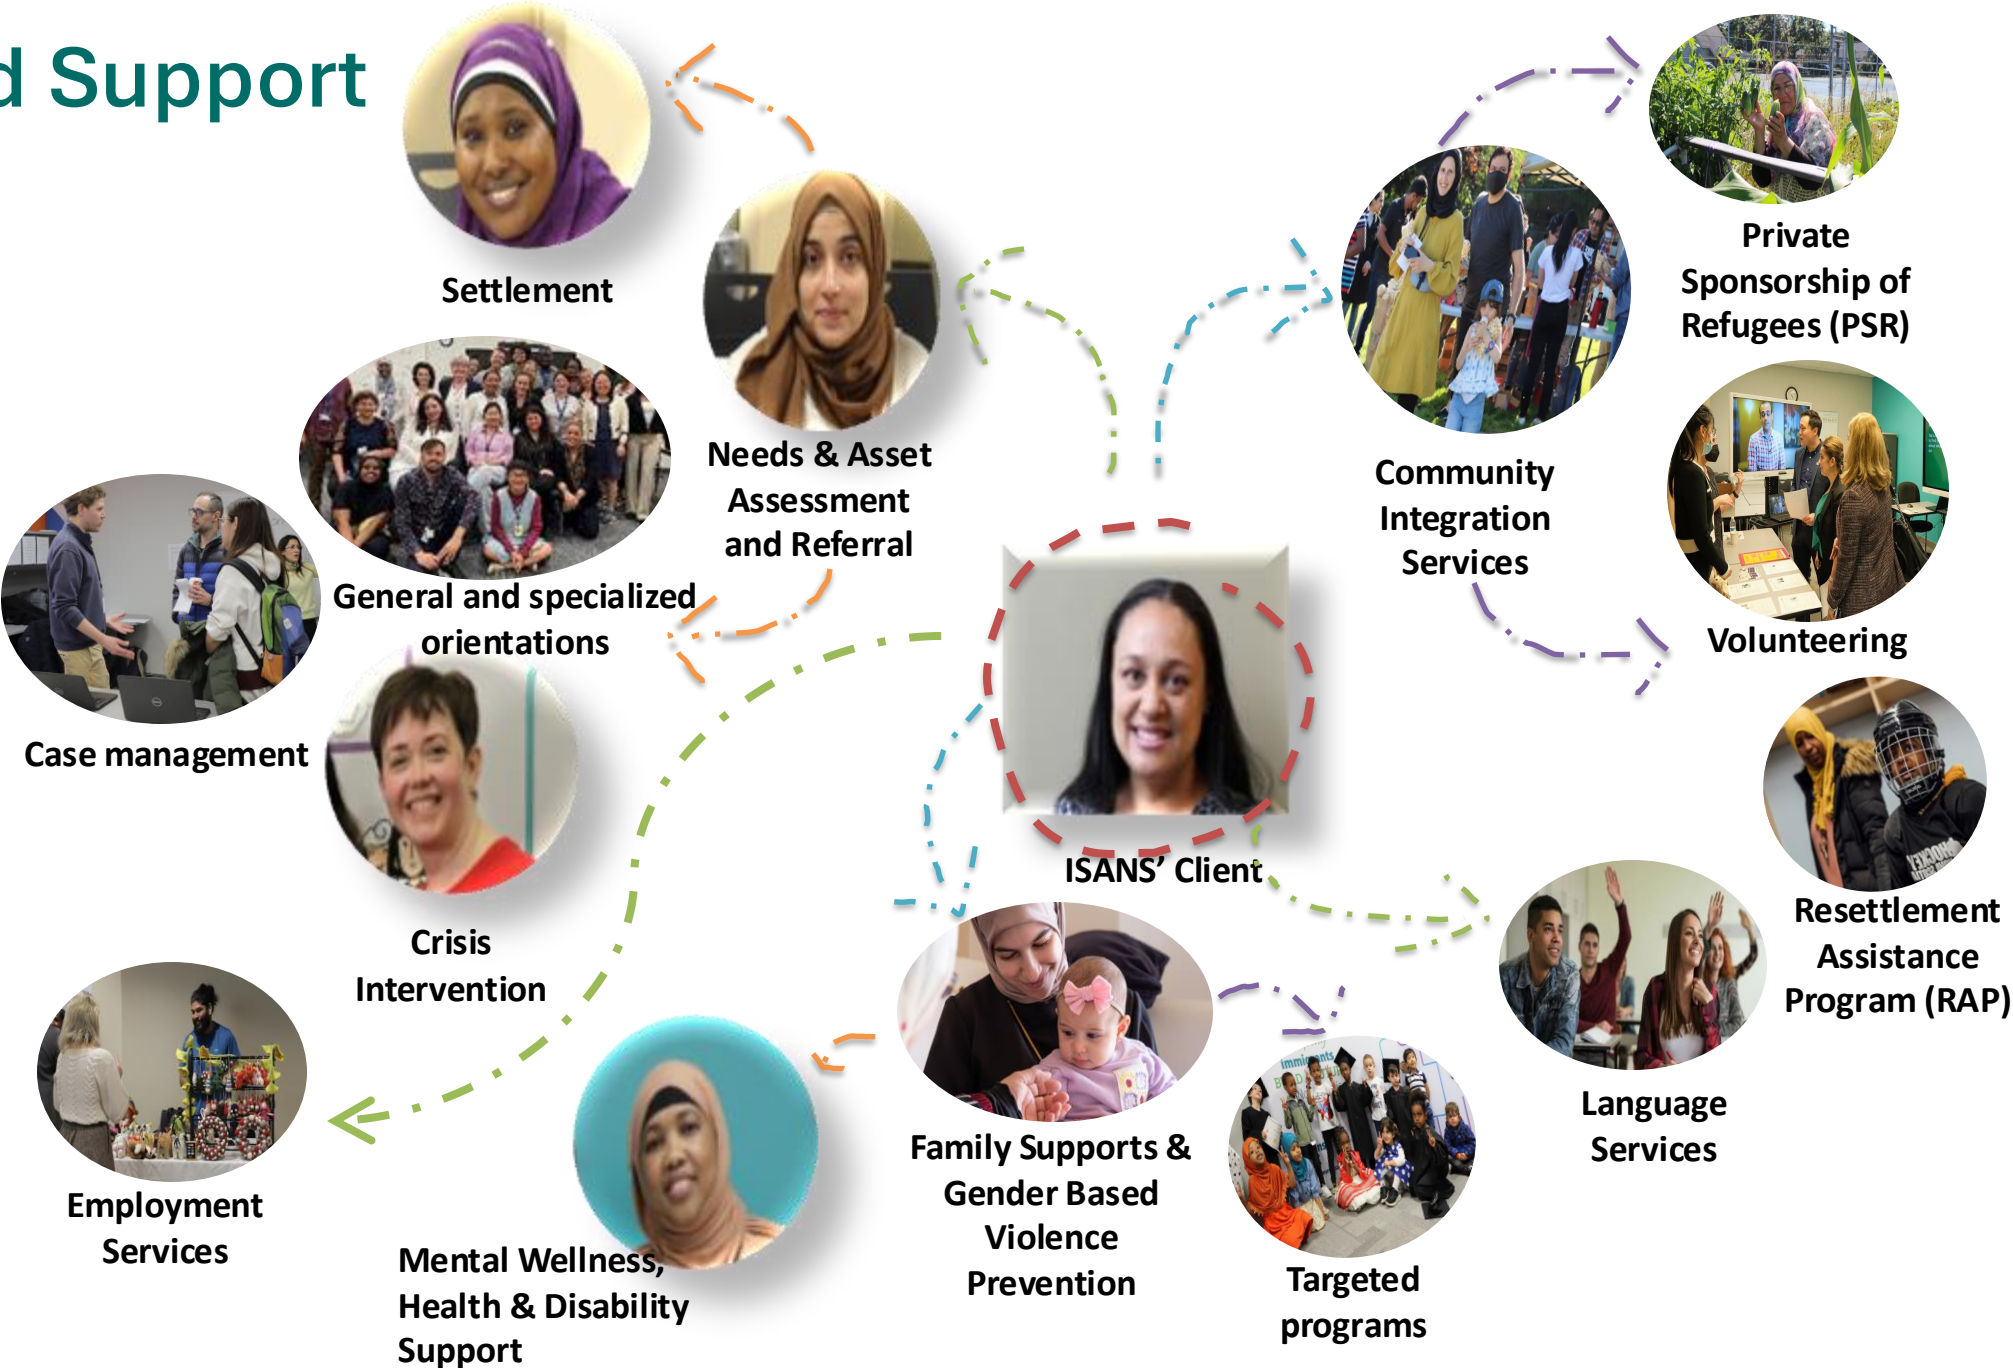 d Support
Settlement
Needs & Asset
Assessment
and Referral
General and specialized
orientations
Case management
Crisis
Intervention
Employment
Services
Mental Wellness,
Health & Disability
Support
ISANS’ Client
Family Supports &
Gender Based
Violence
Prevention
Targeted
programs
Community
Integration
Services
Private
Sponsorship of
Refugees (PSR)
Volunteering
Resettlement
Assistance
Program (RAP)
Language
Services
Immigrants